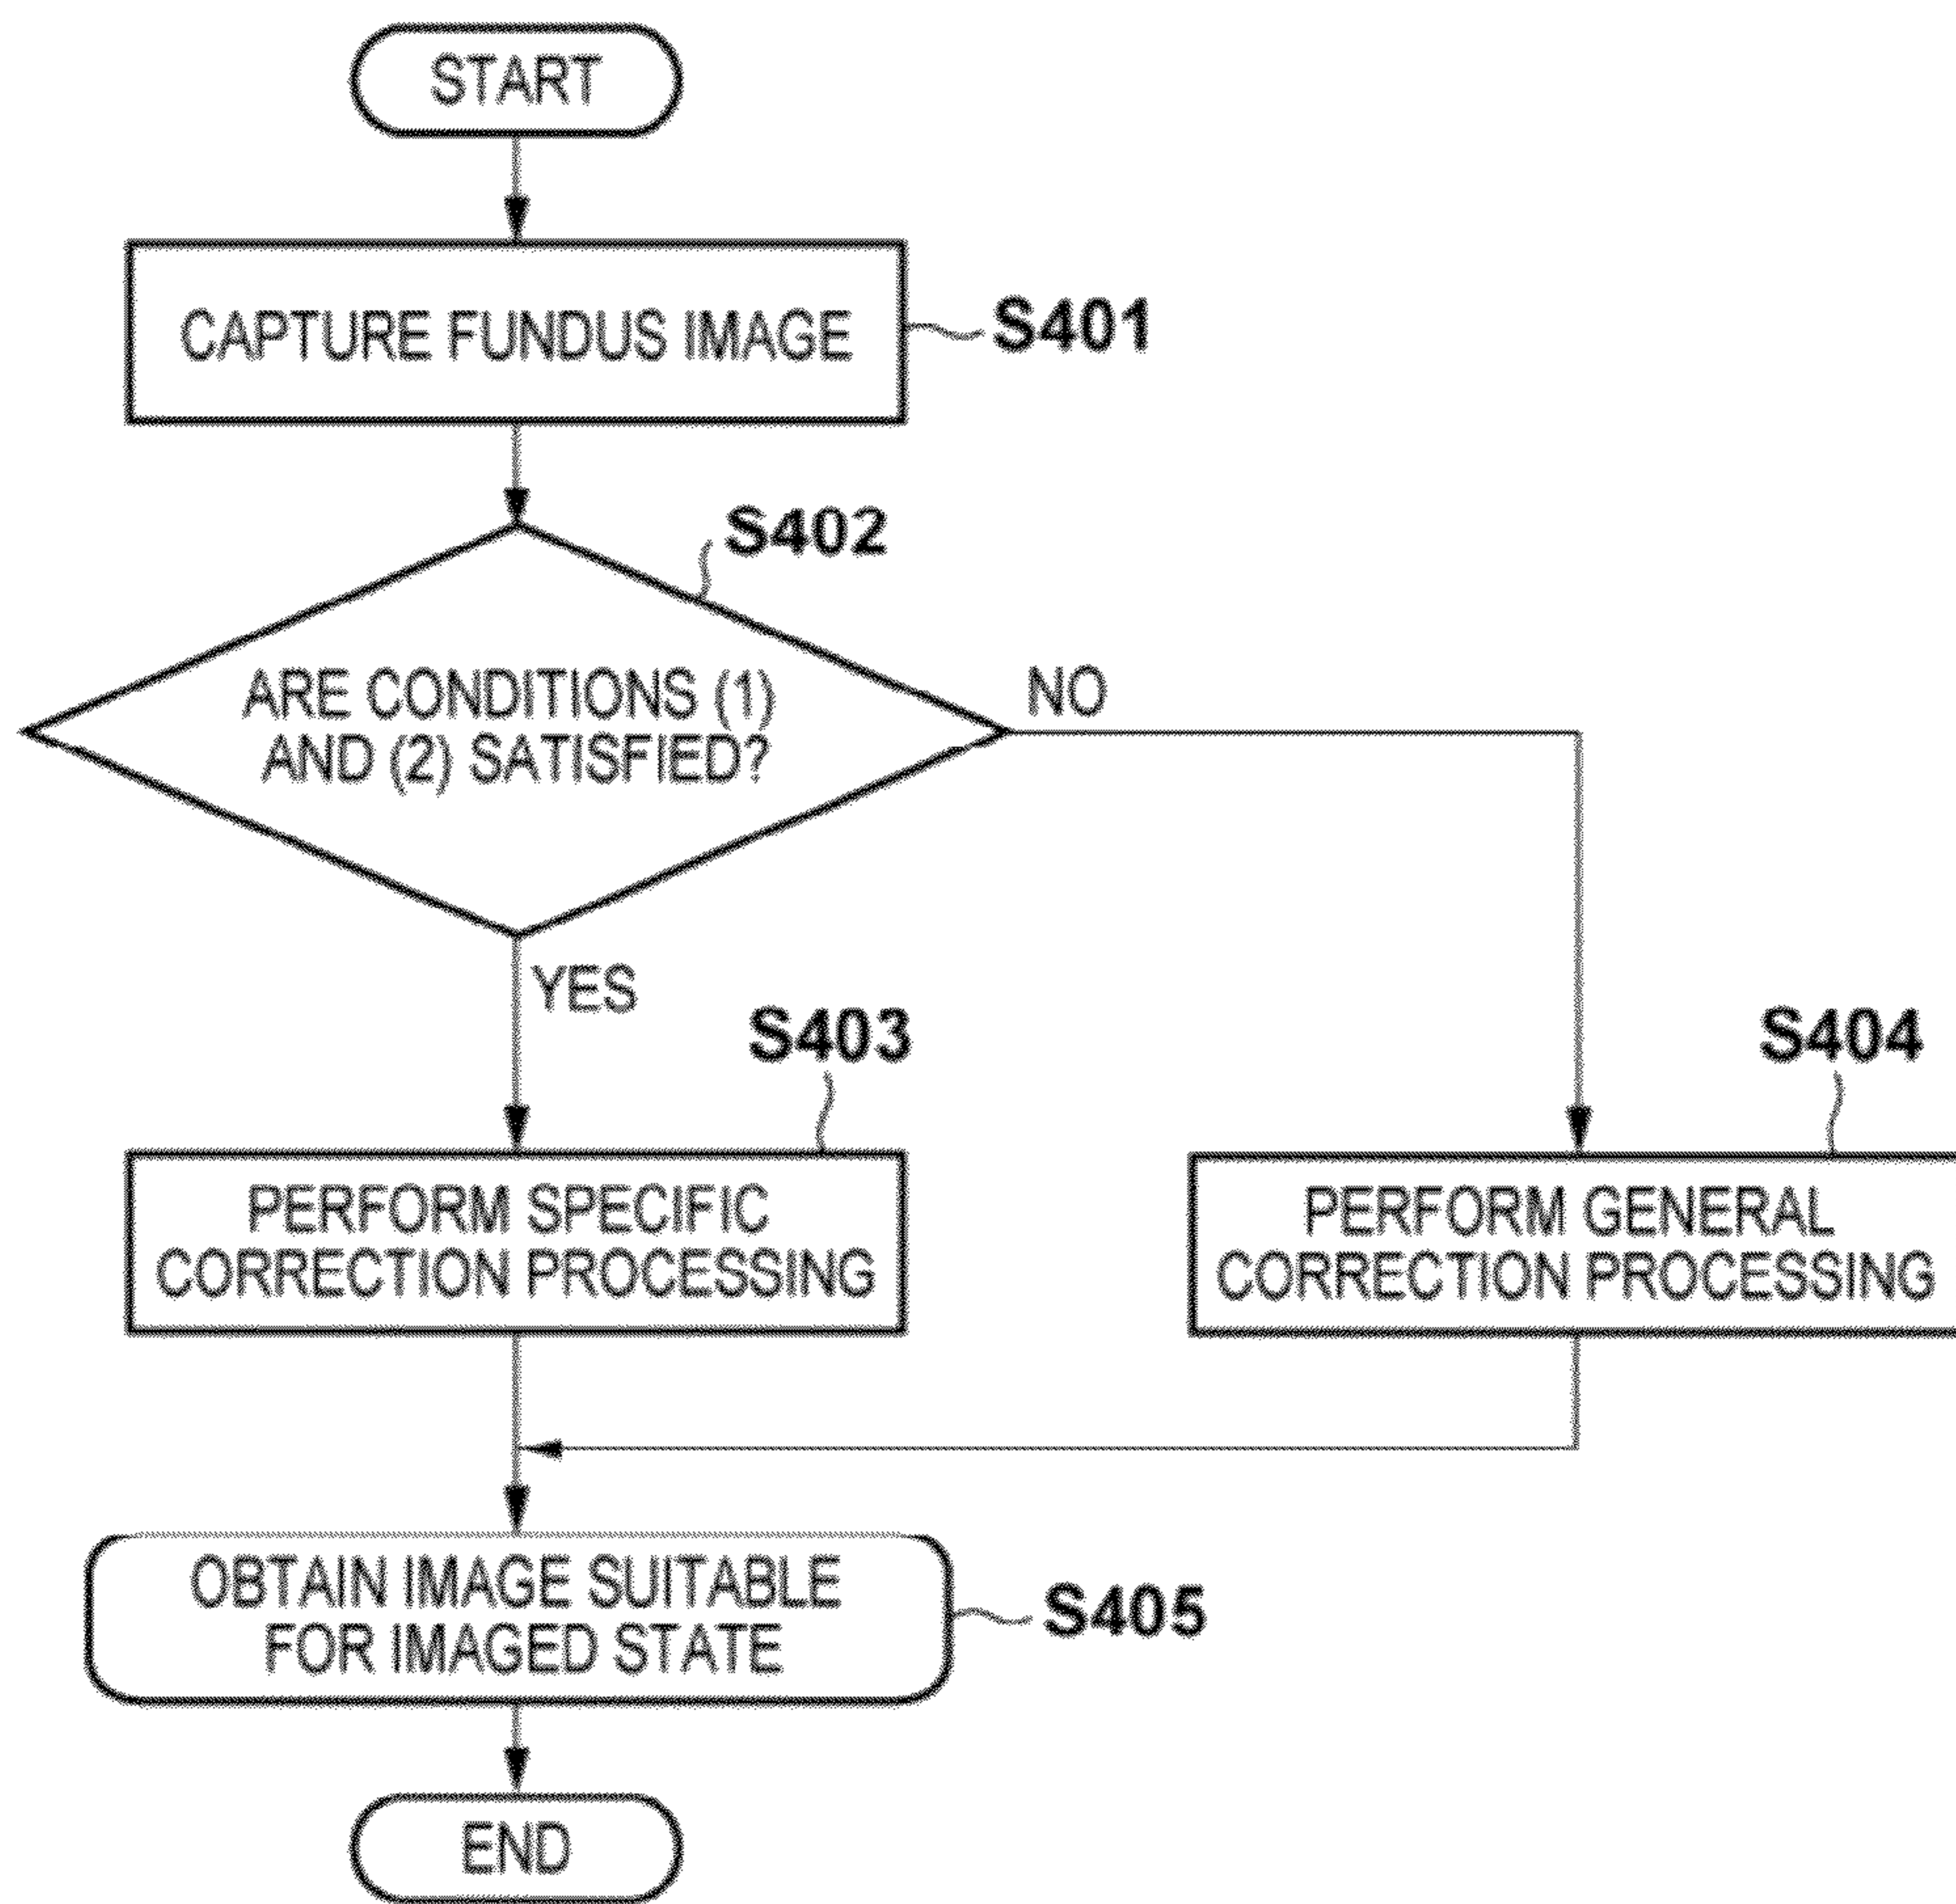 START
CAPTURE FUNDUS IMAGE
S401
S402
ARE CONDITIONS (1)
AND (2) SATISFIED?
NO
YES
S403
S404
PERFORM SPECIFIC
CORRECTION PROCESSING
PERFORM GENERAL
CORRECTION PROCESSING
OBTAIN IMAGE SUITABLE
FOR IMAGED STATE
S405
END